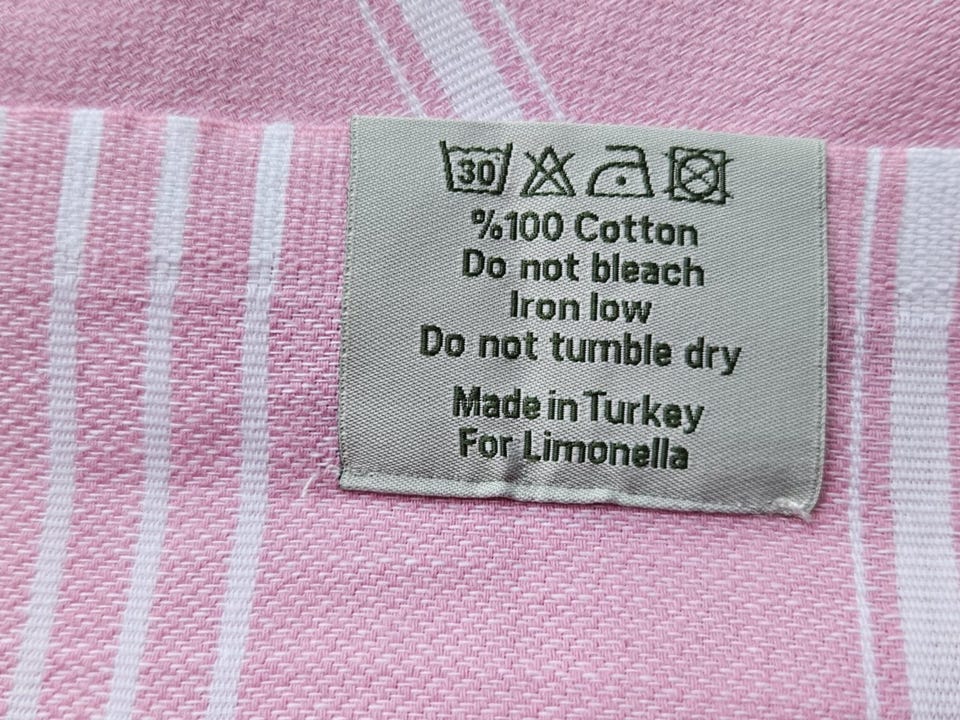 30
%100 Cotton
Do not bleach
Iron low
Do not tumble dry
Made in Turkey
For Limonella